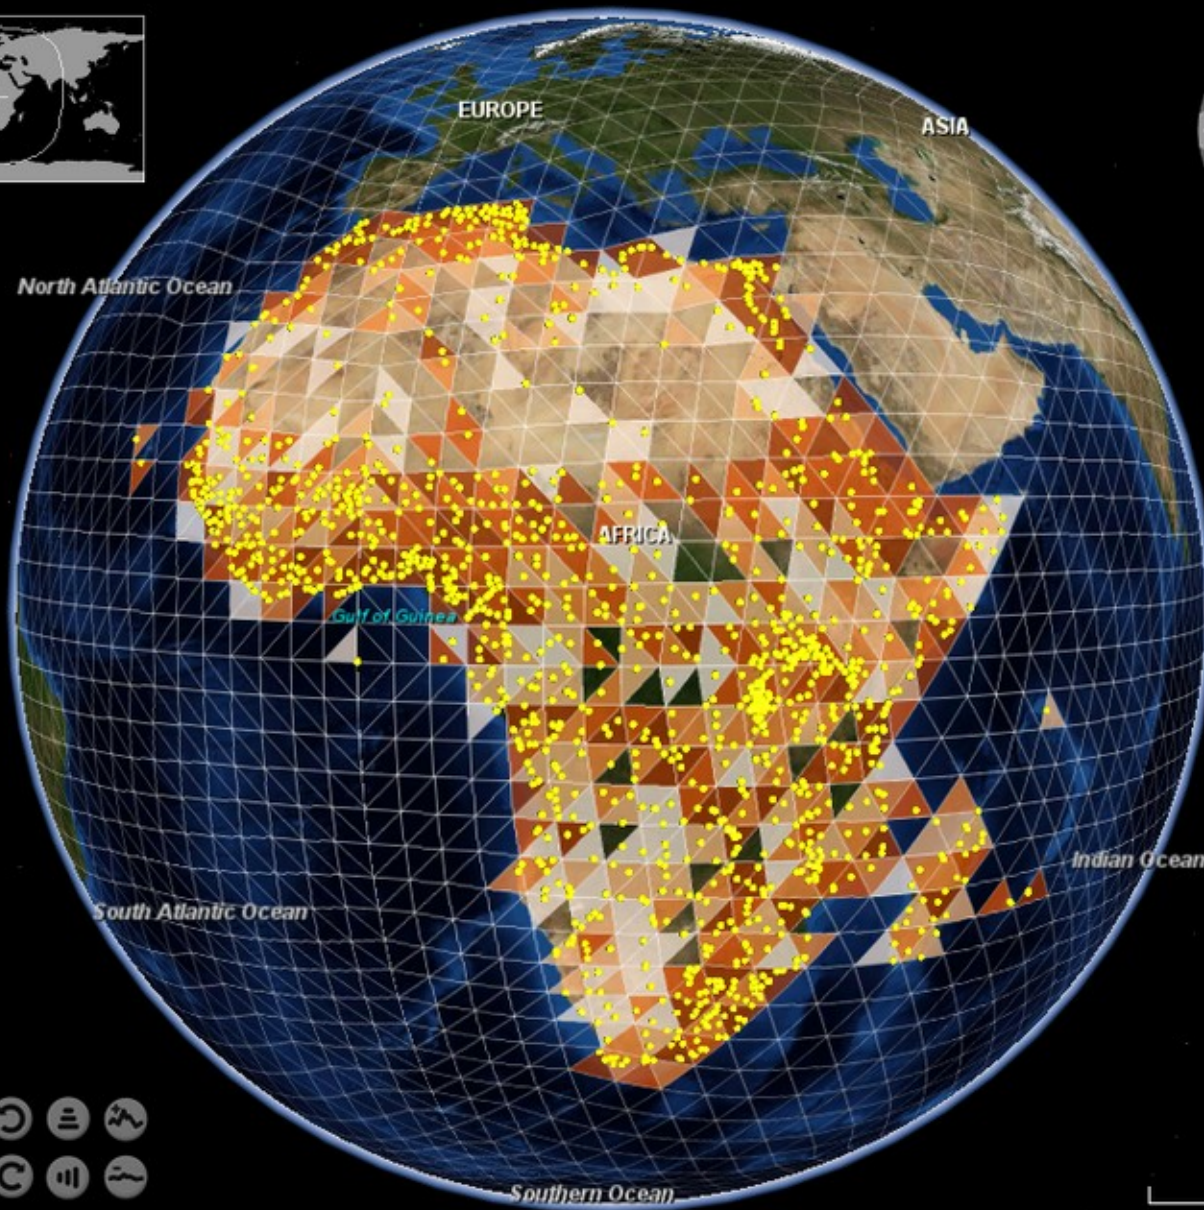 EUROPE
ASIA
North Atlantic Ocean
AFRICA
Gulf of Guinea
Indian Ocean
South Atlantic Ocean
Southern Ocean